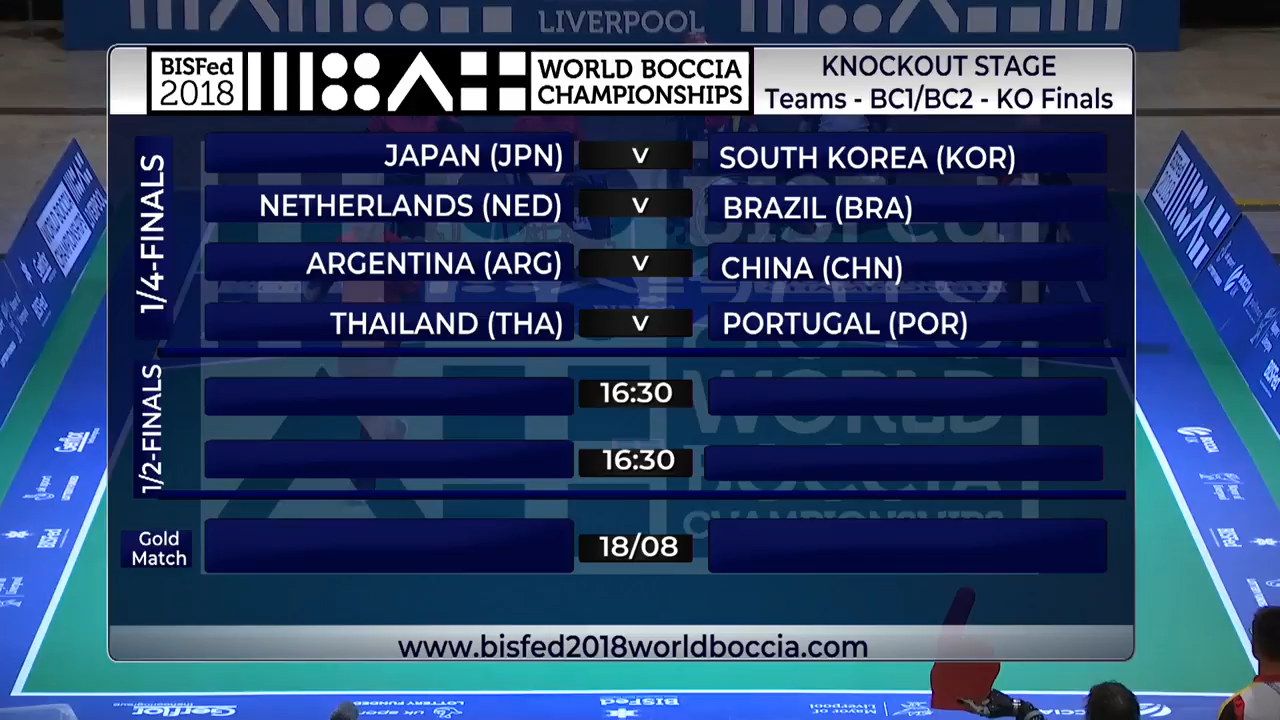 LIVERPOOL
BISFed
2018
WORLD BOCCIA
CHAMPIONSHIPS
KNOCKOUT STAGE
Teams - BC1/BC2 - KO Finals
1/4-FINALS
JAPAN (JPN) V SOUTH KOREA (KOR)
NETHERLANDS (NED) V BRAZIL (BRA)
ARGENTINA (ARG) V CHINA (CHN)
THAILAND (THA) V PORTUGAL (POR)
1/2-FINALS
16:30
16:30
Gold
Match
18/08
www.bisfed2018worldboccia.com